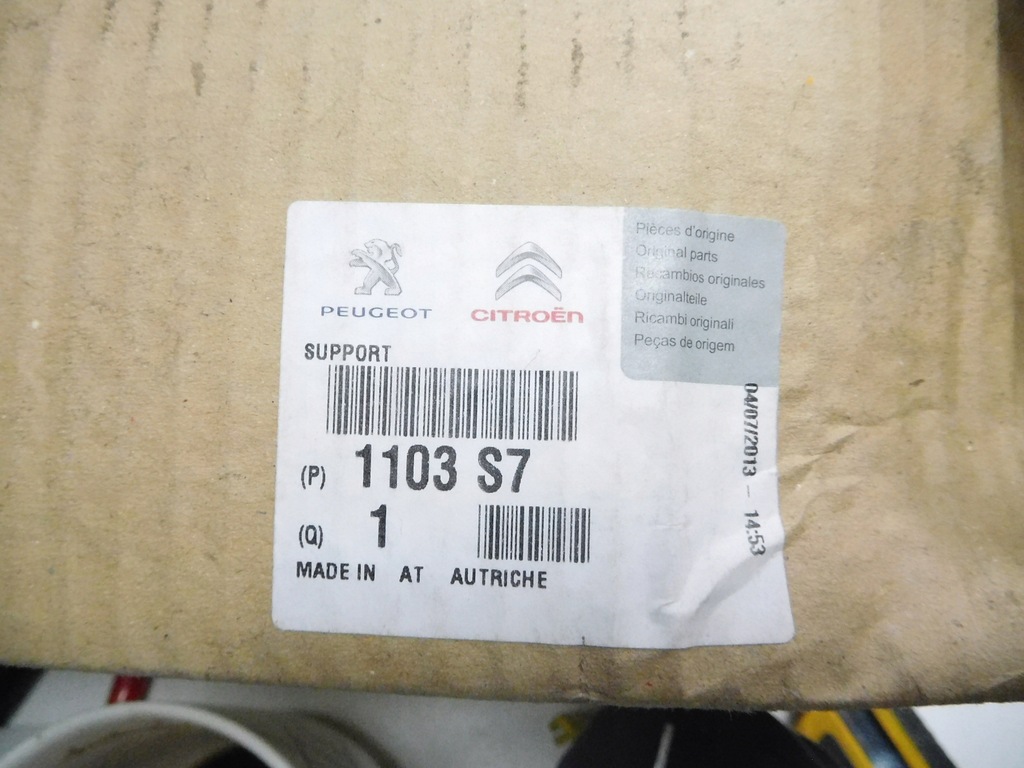 PEUGEOT
CITROËN
Pièces d'origine
Original parts
Recambios originales
Originalteile
Ricambi originali
Peças de origem
SUPPORT
(P) 1103 S7
(Q) 1
MADE IN AT AUTRICHE
04/07/2013 - 14:53